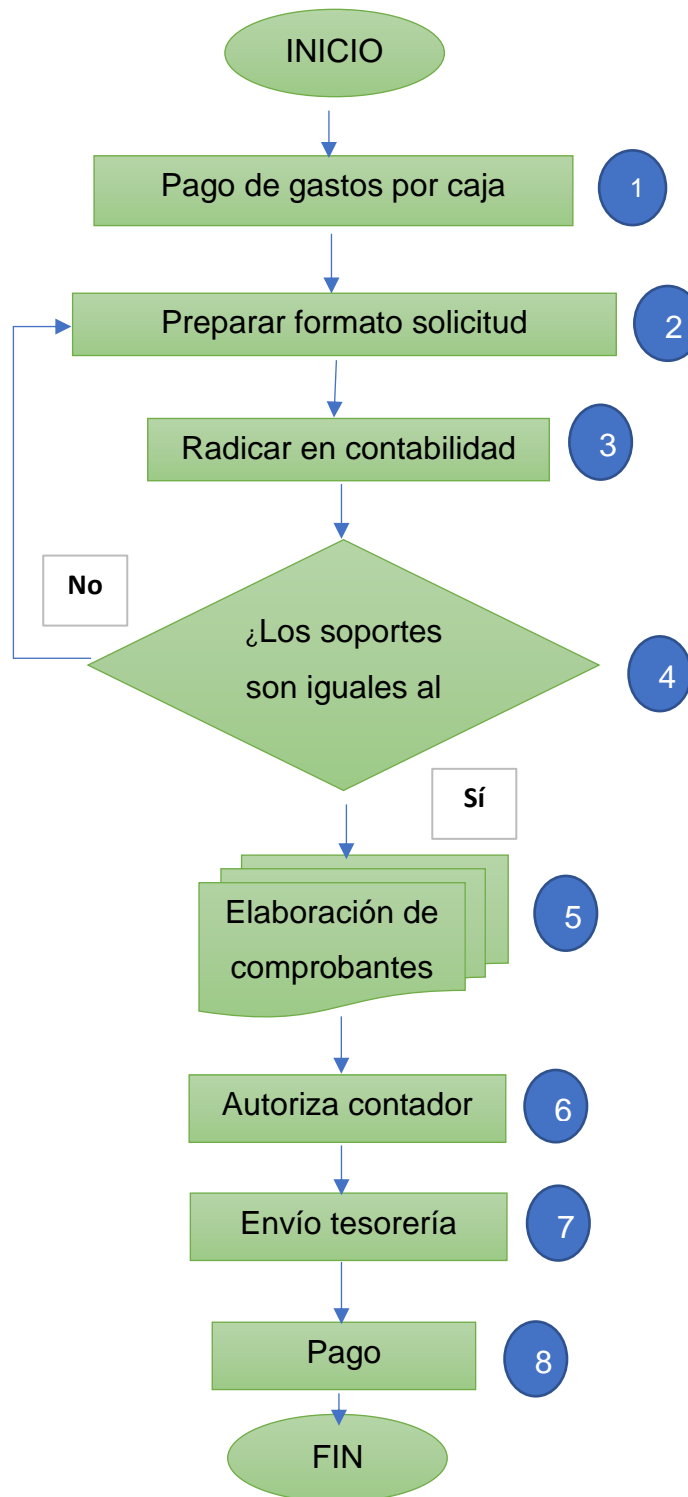 INICIO
Pago de gastos por caja
1
Preparar formato solicitud
2
Radicar en contabilidad
3
No
¿Los soportes
son iguales al
4
Sí
Elaboración de
comprobantes
5
Autoriza contador
6
Envío tesorería
7
Pago
8
FIN